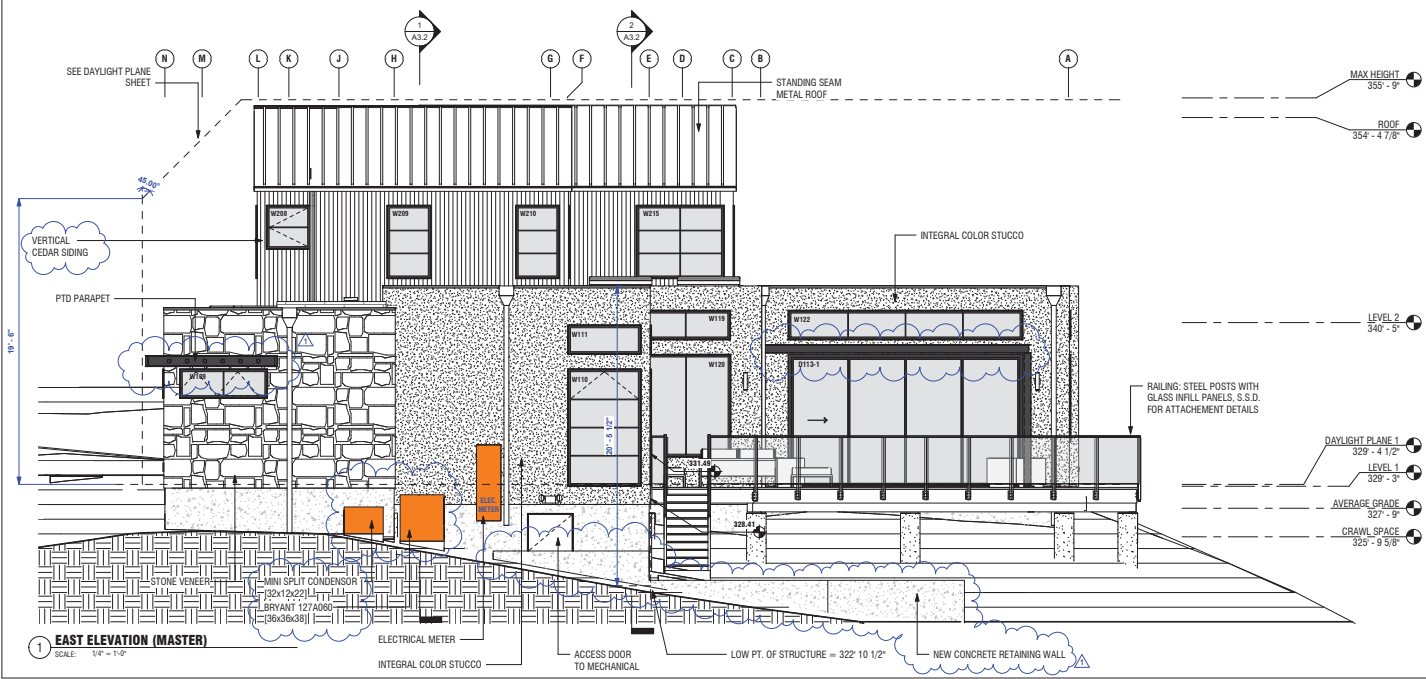 1
A3.2
2
A3.2
N
M
L
K
J
H
G
F
E
D
C
B
A
SEE DAYLIGHT PLANE
SHEET
STANDING SEAM
METAL ROOF
MAX HEIGHT
355' - 9"
ROOF
354' - 4 7/8"
45.00°
W208
W209
W210
W215
VERTICAL
CEDAR SIDING
INTEGRAL COLOR STUCCO
PTD PARAPET
19' - 6"
1
W111
W119
W122
LEVEL 2
340' - 5"
W109
W110
W120
D113-1
RAILING: STEEL POSTS WITH
GLASS INFILL PANELS, S.S.D.
FOR ATTACHEMENT DETAILS
20' - 5 1/2"
DAYLIGHT PLANE 1
329' - 4 1/2"
331.49
LEVEL 1
329' - 3"
ELEC.
METER
AVERAGE GRADE
327' - 9"
328.41
CRAWL SPACE
325' - 9 5/8"
STONE VENEER
MINI SPLIT CONDENSOR
[32x12x22]
BRYANT 127A060
[36x36x38]
1
EAST ELEVATION (MASTER)
SCALE: 1/4" = 1'-0"
ELECTRICAL METER
INTEGRAL COLOR STUCCO
ACCESS DOOR
TO MECHANICAL
LOW PT. OF STRUCTURE = 322' 10 1/2"
NEW CONCRETE RETAINING WALL
1